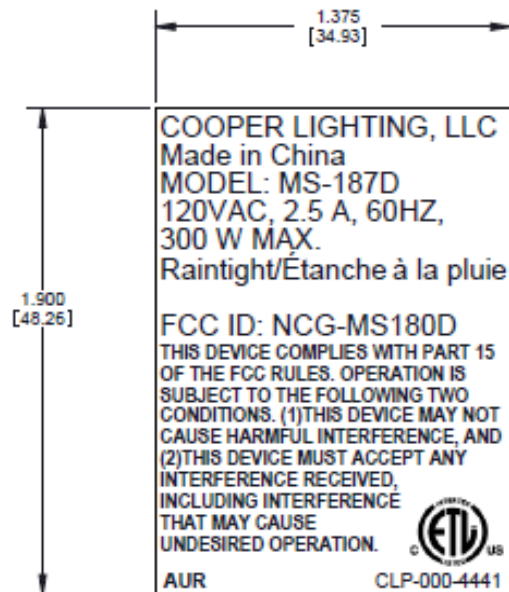 1.375
[34.93]
COOPER LIGHTING, LLC
Made in China
MODEL: MS-187D
120VAC, 2.5 A, 60HZ,
300 W MAX.
Raintight/Étanche à la pluie
1.900
[48.26]
FCC ID: NCG-MS180D
THIS DEVICE COMPLIES WITH PART 15
OF THE FCC RULES. OPERATION IS
SUBJECT TO THE FOLLOWING TWO
CONDITIONS. (1)THIS DEVICE MAY NOT
CAUSE HARMFUL INTERFERENCE, AND
(2)THIS DEVICE MUST ACCEPT ANY
INTERFERENCE RECEIVED,
INCLUDING INTERFERENCE
THAT MAY CAUSE
UNDESIRED OPERATION.
C ETL US
AUR CLP-000-4441